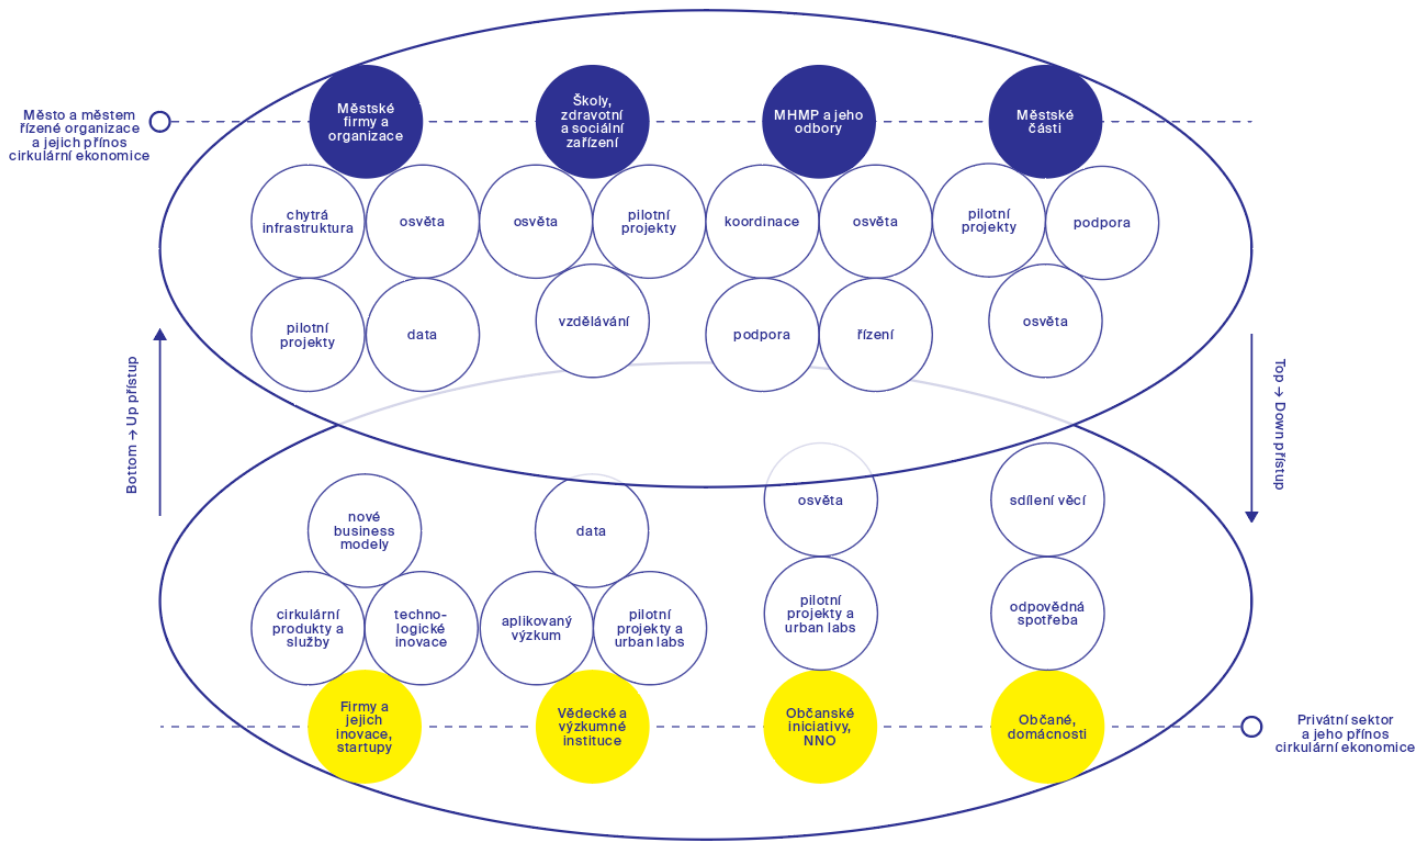 Město a městem
řízené organizace
a jejich přínos
cirkulární ekonomice
Městské
firmy a
organizace
Školy,
zdravotní
a sociální
zařízení
MHMP a jeho
odbory
Městské
části
chytrá
infrastruktura
osvěta
osvěta
pilotní
projekty
koordinace
osvěta
pilotní
projekty
podpora
pilotní
projekty
data
vzdělávání
podpora
řízení
osvěta
Bottom → Up přístup
Top → Down přístup
nové
business
modely
data
osvěta
sdílení věcí
cirkulární
produkty a
služby
techno-
logické
inovace
aplikovaný
výzkum
pilotní
projekty a
urban labs
pilotní
projekty a
urban labs
odpovědná
spotřeba
Firmy a
jejich
inovace,
startupy
Vědecké a
výzkumné
instituce
Občanské
iniciativy,
NNO
Občané,
domácnosti
Privátní sektor
a jeho přínos
cirkulární ekonomice